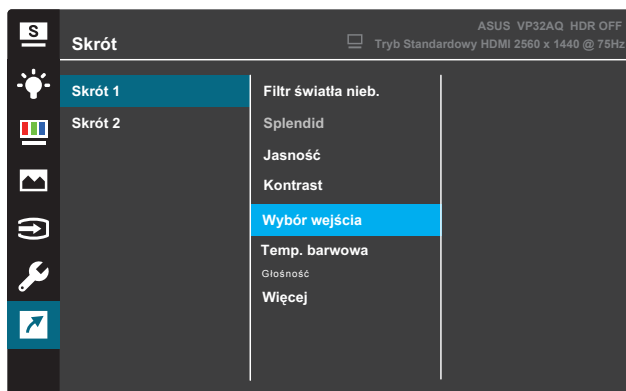 S
ASUS VP32AQ HDR OFF
Skrót
Tryb Standardowy HDMI 2560 x 1440 @ 75Hz
Skrót 1
Skrót 2
Filtr światła nieb.
Splendid
Jasność
Kontrast
Wybór wejścia
Temp. barwowa
Głośność
Więcej